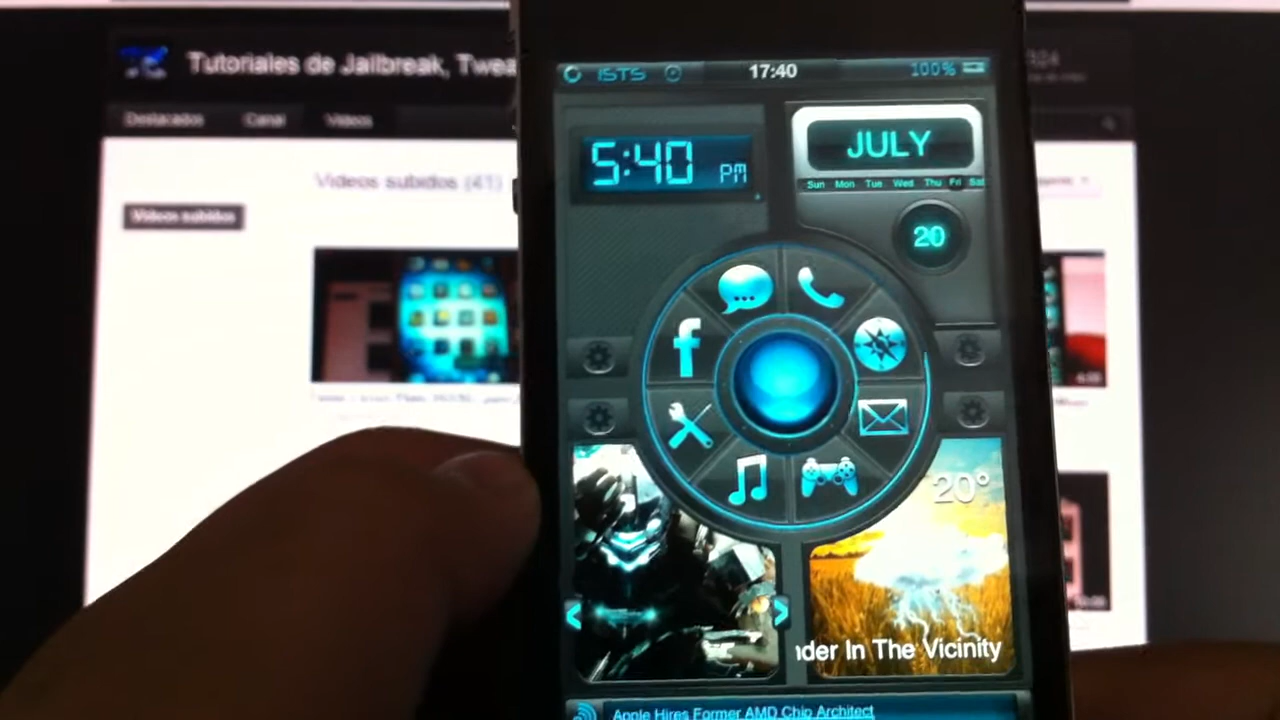 Tutoriales de Jailbreak, Twea
Destacados Canal Videos
Videos subidos (41)
Videos subidos
ISTS 17:40 100%
5:40 PM
JULY
Sun Mon Tue Wed Thu Fri Sat
20
20°
nder In The Vicinity
Apple Hires Former AMD Chip Architect